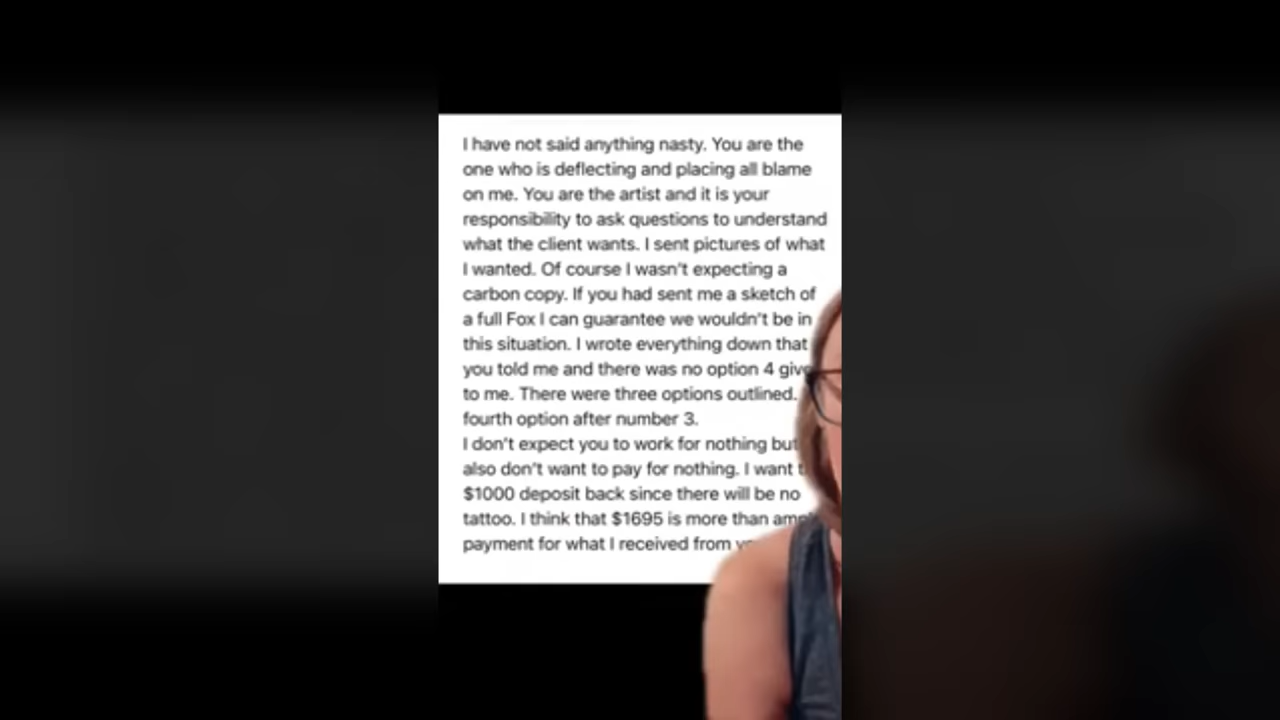 I have not said anything nasty. You are the
one who is deflecting and placing all blame
on me. You are the artist and it is your
responsibility to ask questions to understand
what the client wants. I sent pictures of what
I wanted. Of course I wasn't expecting a
carbon copy. If you had sent me a sketch of
a full Fox I can guarantee we wouldn't be in
this situation. I wrote everything down that
you told me and there was no option 4
to me. There were three options outlined.
fourth option after number 3.
I don't expect you to work for nothing but
also don't want to pay for nothing. I want
$1000 deposit back since there will be no
tattoo. I think that $1695 is more than
payment for what I received from